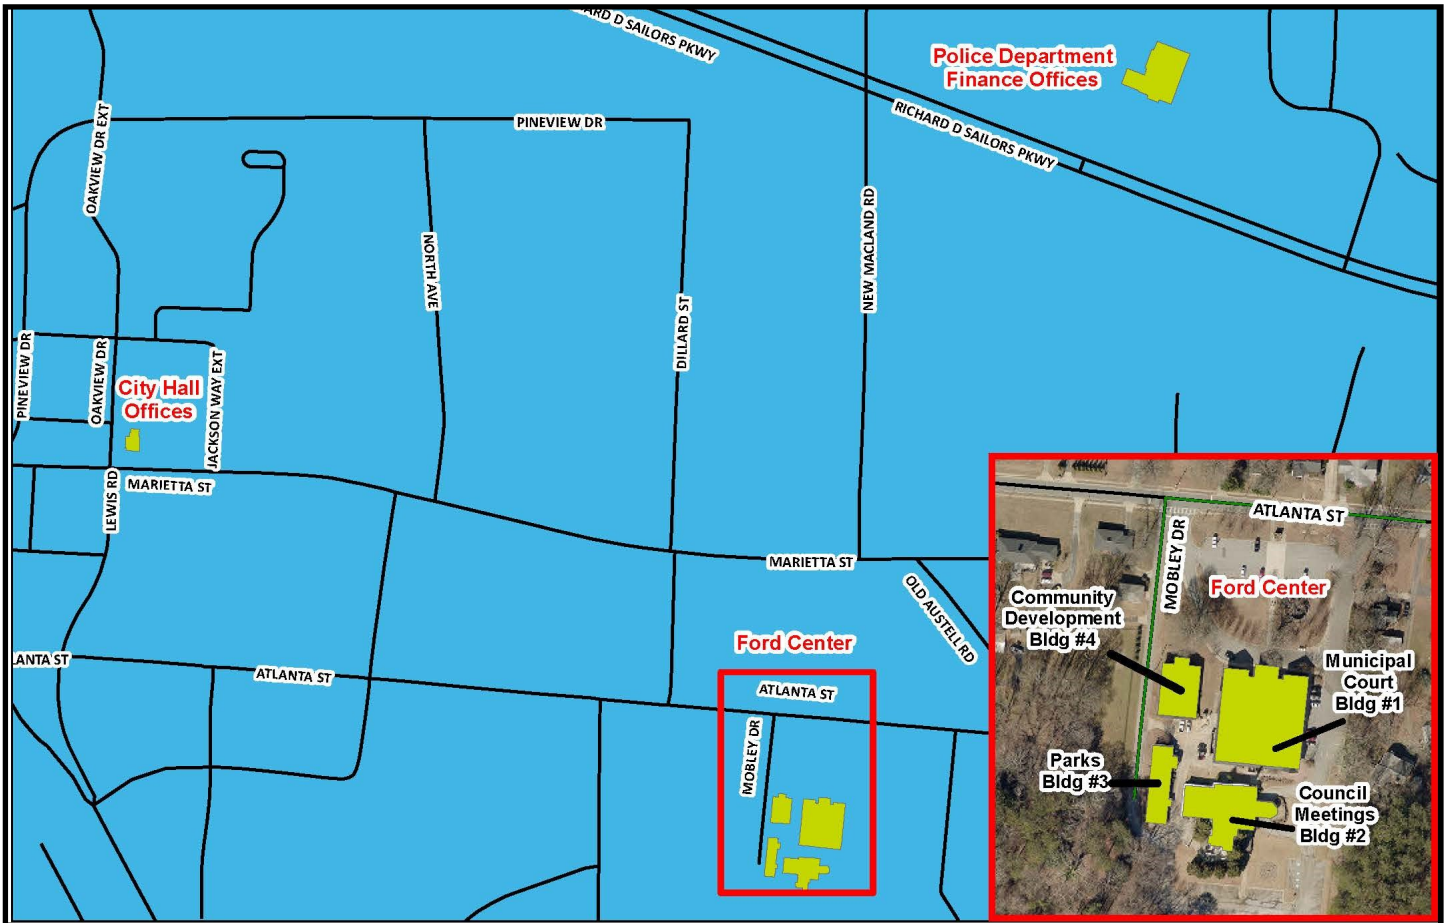 ARD D SAILORS PKWY
Police Department
Finance Offices
RICHARD D SAILORS PKWY
OAKVIEW DR EXT
PINEVIEW DR
NORTH AVE
NEW MACLAND RD
DILLARD ST
PINEVIEW DR
OAKVIEW DR
City Hall
Offices
JACKSON WAY EXT
LEWIS RD
MARIETTA ST
MARIETTA ST
OLD AUSTELL RD
LANTA ST
ATLANTA ST
Ford Center
ATLANTA ST
MOBLEY DR
ATLANTA ST
MOBLEY DR
Ford Center
Community
Development
Bldg #4
Municipal
Court
Bldg #1
Parks
Bldg #3
Council
Meetings
Bldg #2